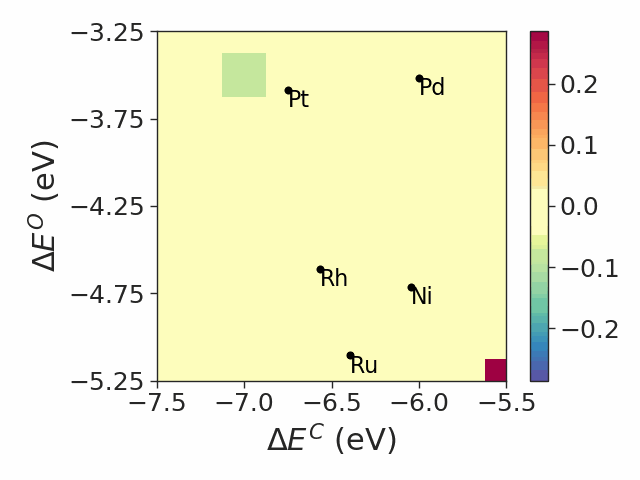 −3.25
−3.75
−4.25
−4.75
−5.25
ΔE^O (eV)
Pt
Pd
Rh
Ni
Ru
−7.5
−7.0
−6.5
−6.0
−5.5
ΔE^C (eV)
0.2
0.1
0.0
−0.1
−0.2